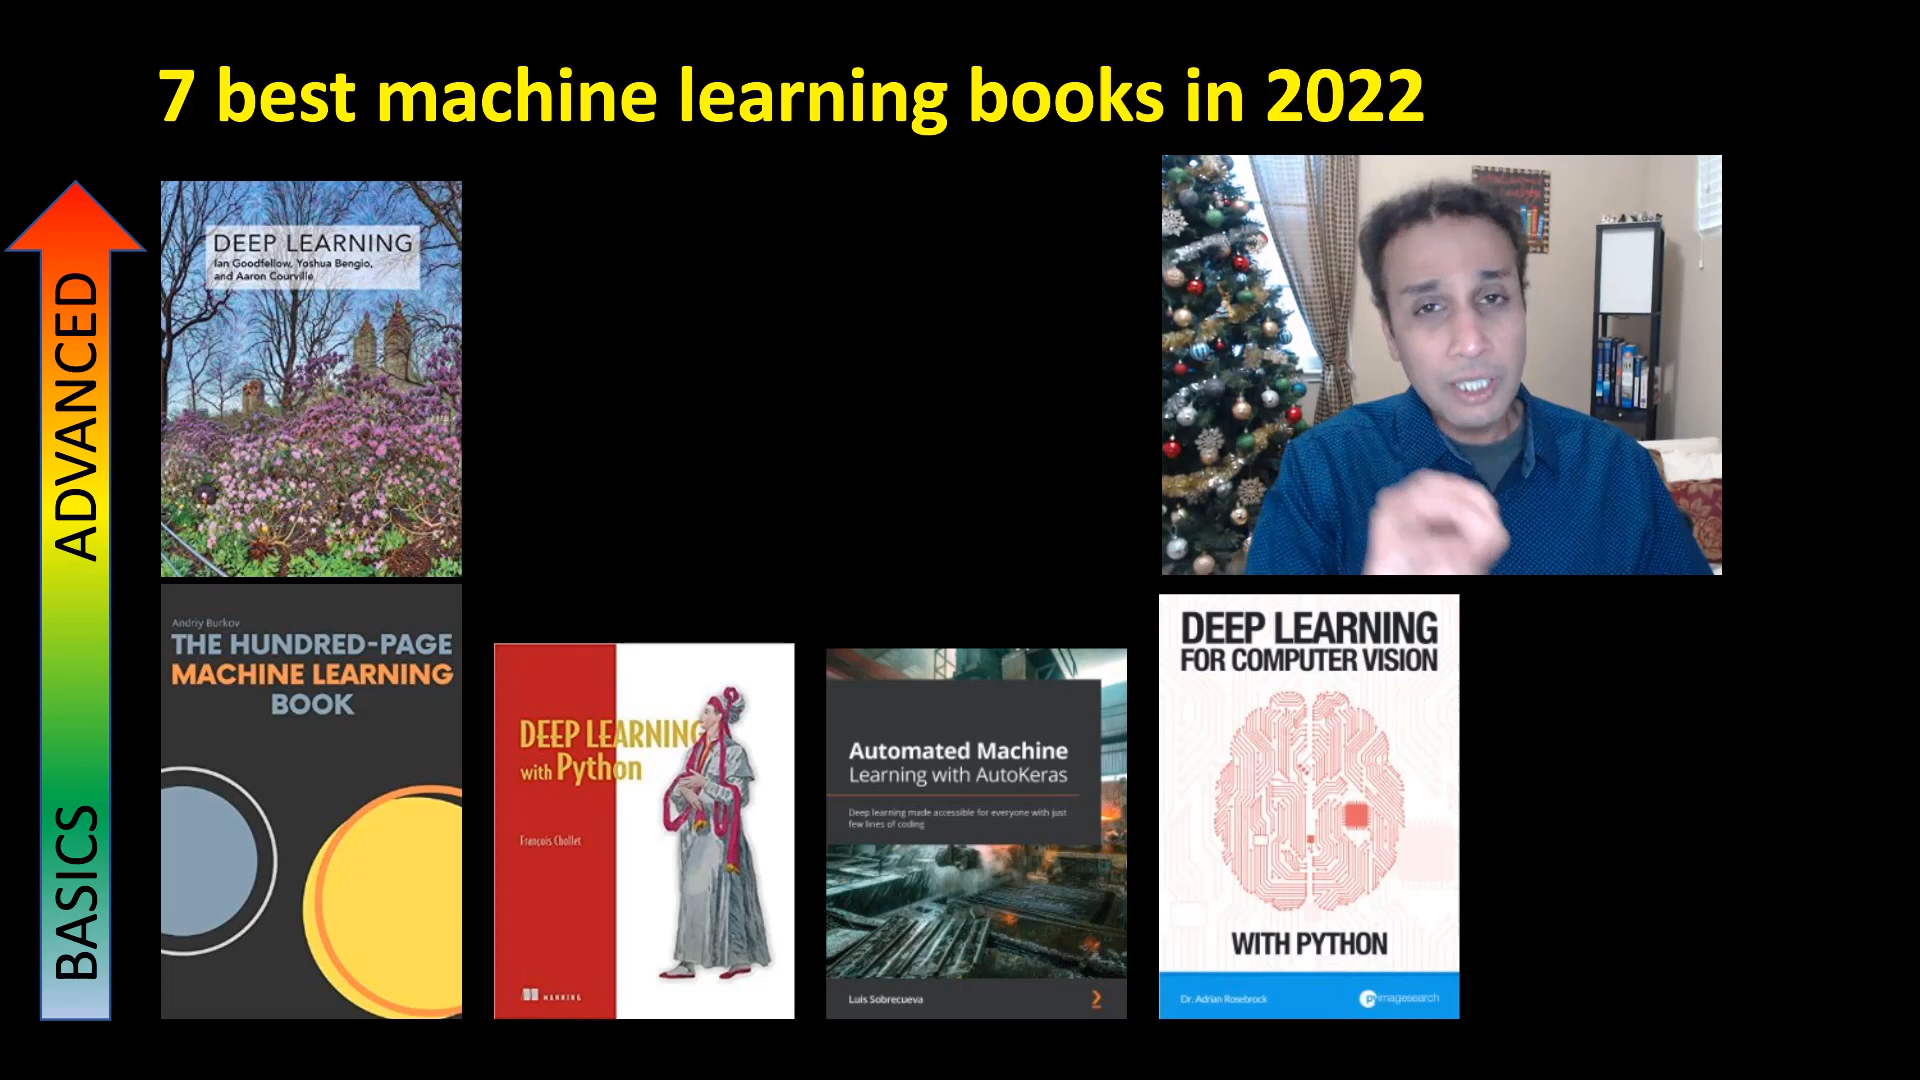 7 best machine learning books in 2022
ADVANCED
BASICS
DEEP LEARNING
Ian Goodfellow, Yoshua Bengio,
and Aaron Courville
Andriy Burkov
THE HUNDRED-PAGE
MACHINE LEARNING
BOOK
DEEP LEARNING
with Python
François Chollet
MANNING
Automated Machine
Learning with AutoKeras
Deep learning made accessible for everyone with just
few lines of coding
Luis Sobrecueva
DEEP LEARNING
FOR COMPUTER VISION
WITH PYTHON
Dr. Adrian Rosebrock
pyimagesearch